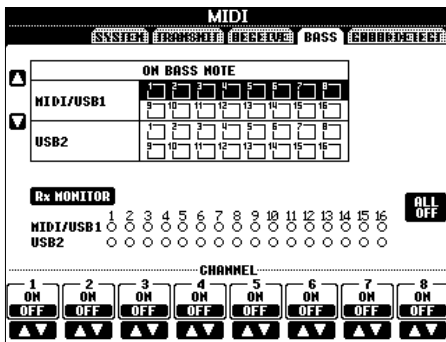 MIDI
SYSTEM TRANSMIT RECEIVE BASS CHORD DETECT
ON BASS NOTE
MIDI/USB1
1 2 3 4 5 6 7 8
9 10 11 12 13 14 15 16
USB2
1 2 3 4 5 6 7 8
9 10 11 12 13 14 15 16
Rx MONITOR
ALL OFF
1 2 3 4 5 6 7 8 9 10 11 12 13 14 15 16
MIDI/USB1
USB2
CHANNEL
1 2 3 4 5 6 7 8
ON ON ON ON ON ON ON ON
OFF OFF OFF OFF OFF OFF OFF OFF